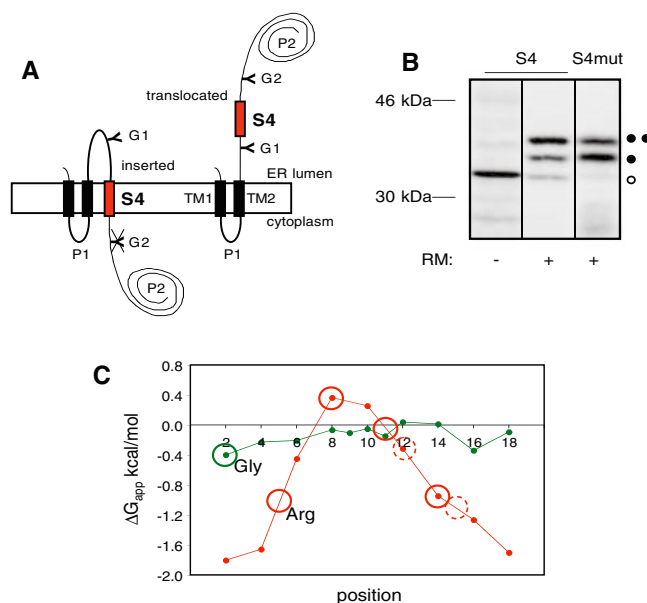 A
P2
G2
translocated
S4
G1
G1
inserted
ER lumen
S4
TM1
TM2
cytoplasm
G2
P1
P1
P2
B
S4
S4mut
46 kDa
30 kDa
RM:
-
+
+
C
0.8
0.4
0.0
-0.4
-0.8
-1.2
-1.6
-2.0
ΔGapp kcal/mol
2
4
6
8
10
12
14
16
18
Gly
Arg
position